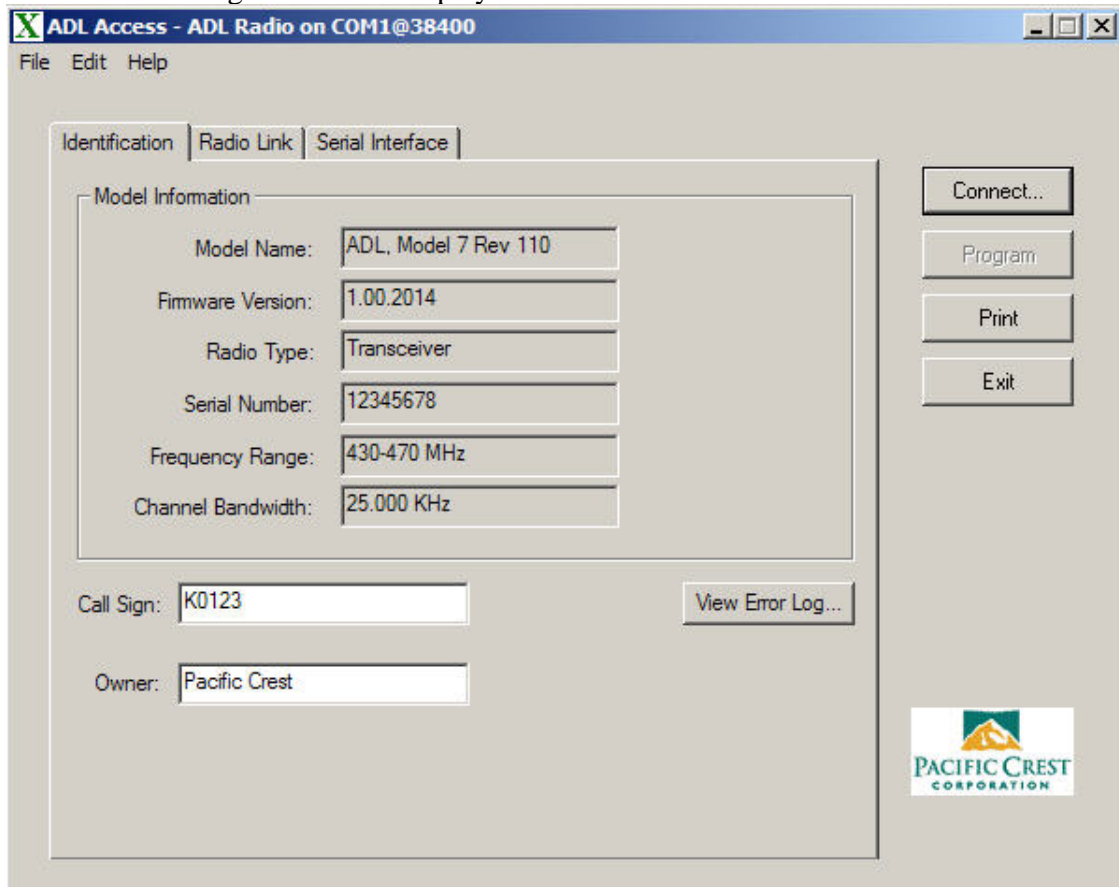 ADL Access - ADL Radio on COM1@38400
File Edit Help
Identification Radio Link Serial Interface
Model Information
Model Name: ADL, Model 7 Rev 110
Firmware Version: 1.00.2014
Radio Type: Transceiver
Serial Number: 12345678
Frequency Range: 430-470 MHz
Channel Bandwidth: 25.000 KHz
Call Sign: K0123
View Error Log...
Owner: Pacific Crest
Connect...
Program
Print
Exit
PACIFIC CREST
CORPORATION